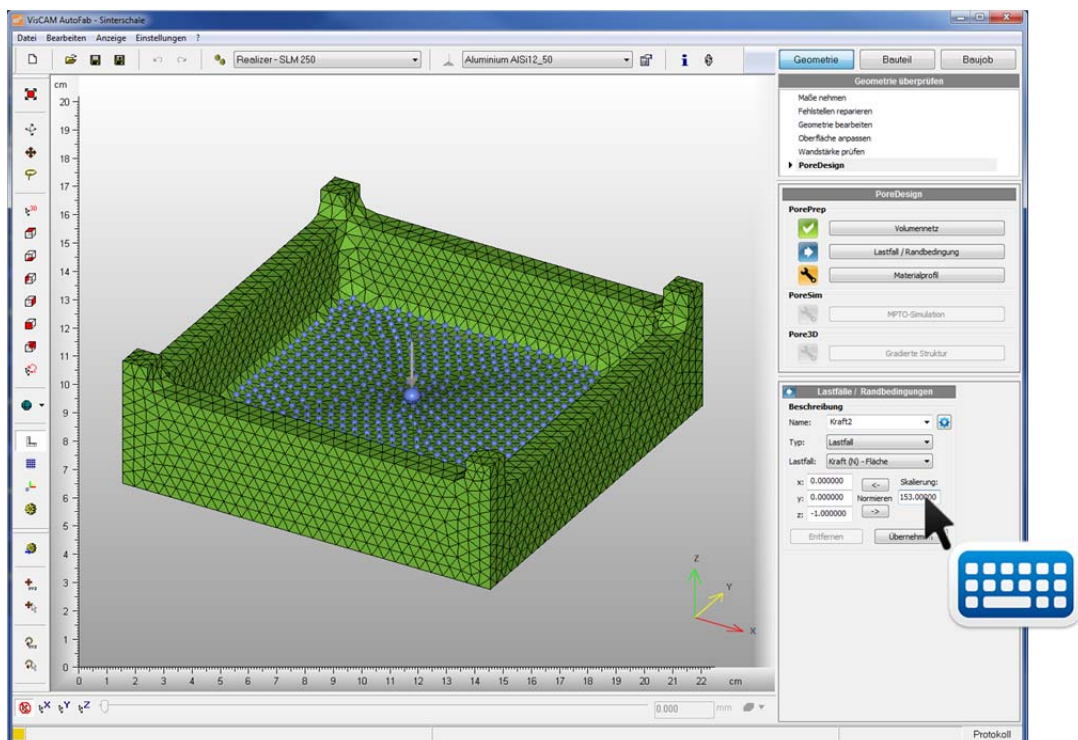 VisCAM AutoFab - Sinterschale
Datei Bearbeiten Anzeige Einstellungen ?
Realizer - SLM 250
Aluminium AlSi12_50
Geometrie Bauteil Baujob
Geometrie überprüfen
Maße nehmen
Fehlstellen reparieren
Geometrie bearbeiten
Oberfläche anpassen
Wandstärke prüfen
PoreDesign
PoreDesign
PorePrep
Volumennetz
Lastfall / Randbedingung
Materialprofil
PoreSim
MPTO-Simulation
Pore3D
Gradierte Struktur
Lastfälle / Randbedingungen
Beschreibung
Name: Kraft2
Typ: Lastfall
Lastfall: Kraft (N) - Fläche
x: 0.000000 <- Skalierung:
y: 0.000000 Normieren 153.00000
z: -1.000000 ->
Entfernen
cm
20
19
18
17
16
15
14
13
12
11
10
9
8
7
6
5
4
3
2
1
0
Z
Y
X
0 1 2 3 4 5 6 7 8 9 10 11 12 13 14 15 16 17 18 19 20 21 22 cm
X Y Z 0.000 mm
Protokoll